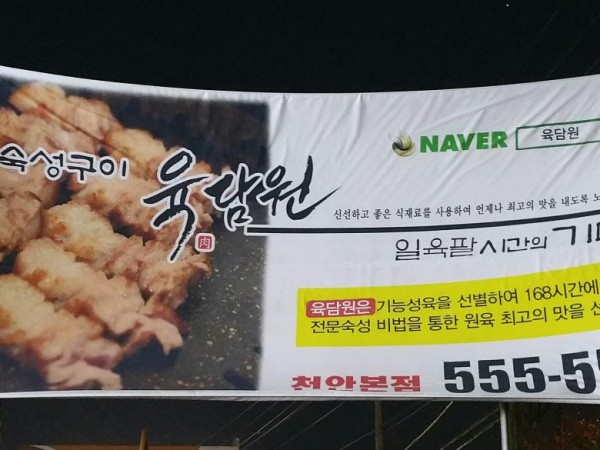 숙성구이
육담원
肉
NAVER 육담원
신선하고 좋은 식재료를 사용하여 언제나 최고의 맛을 내도록 노
일육팔시간의 기
육담원은 기능성육을 선별하여 168시간에
전문숙성 비법을 통한 원육 최고의 맛을 선
천안본점 555-5